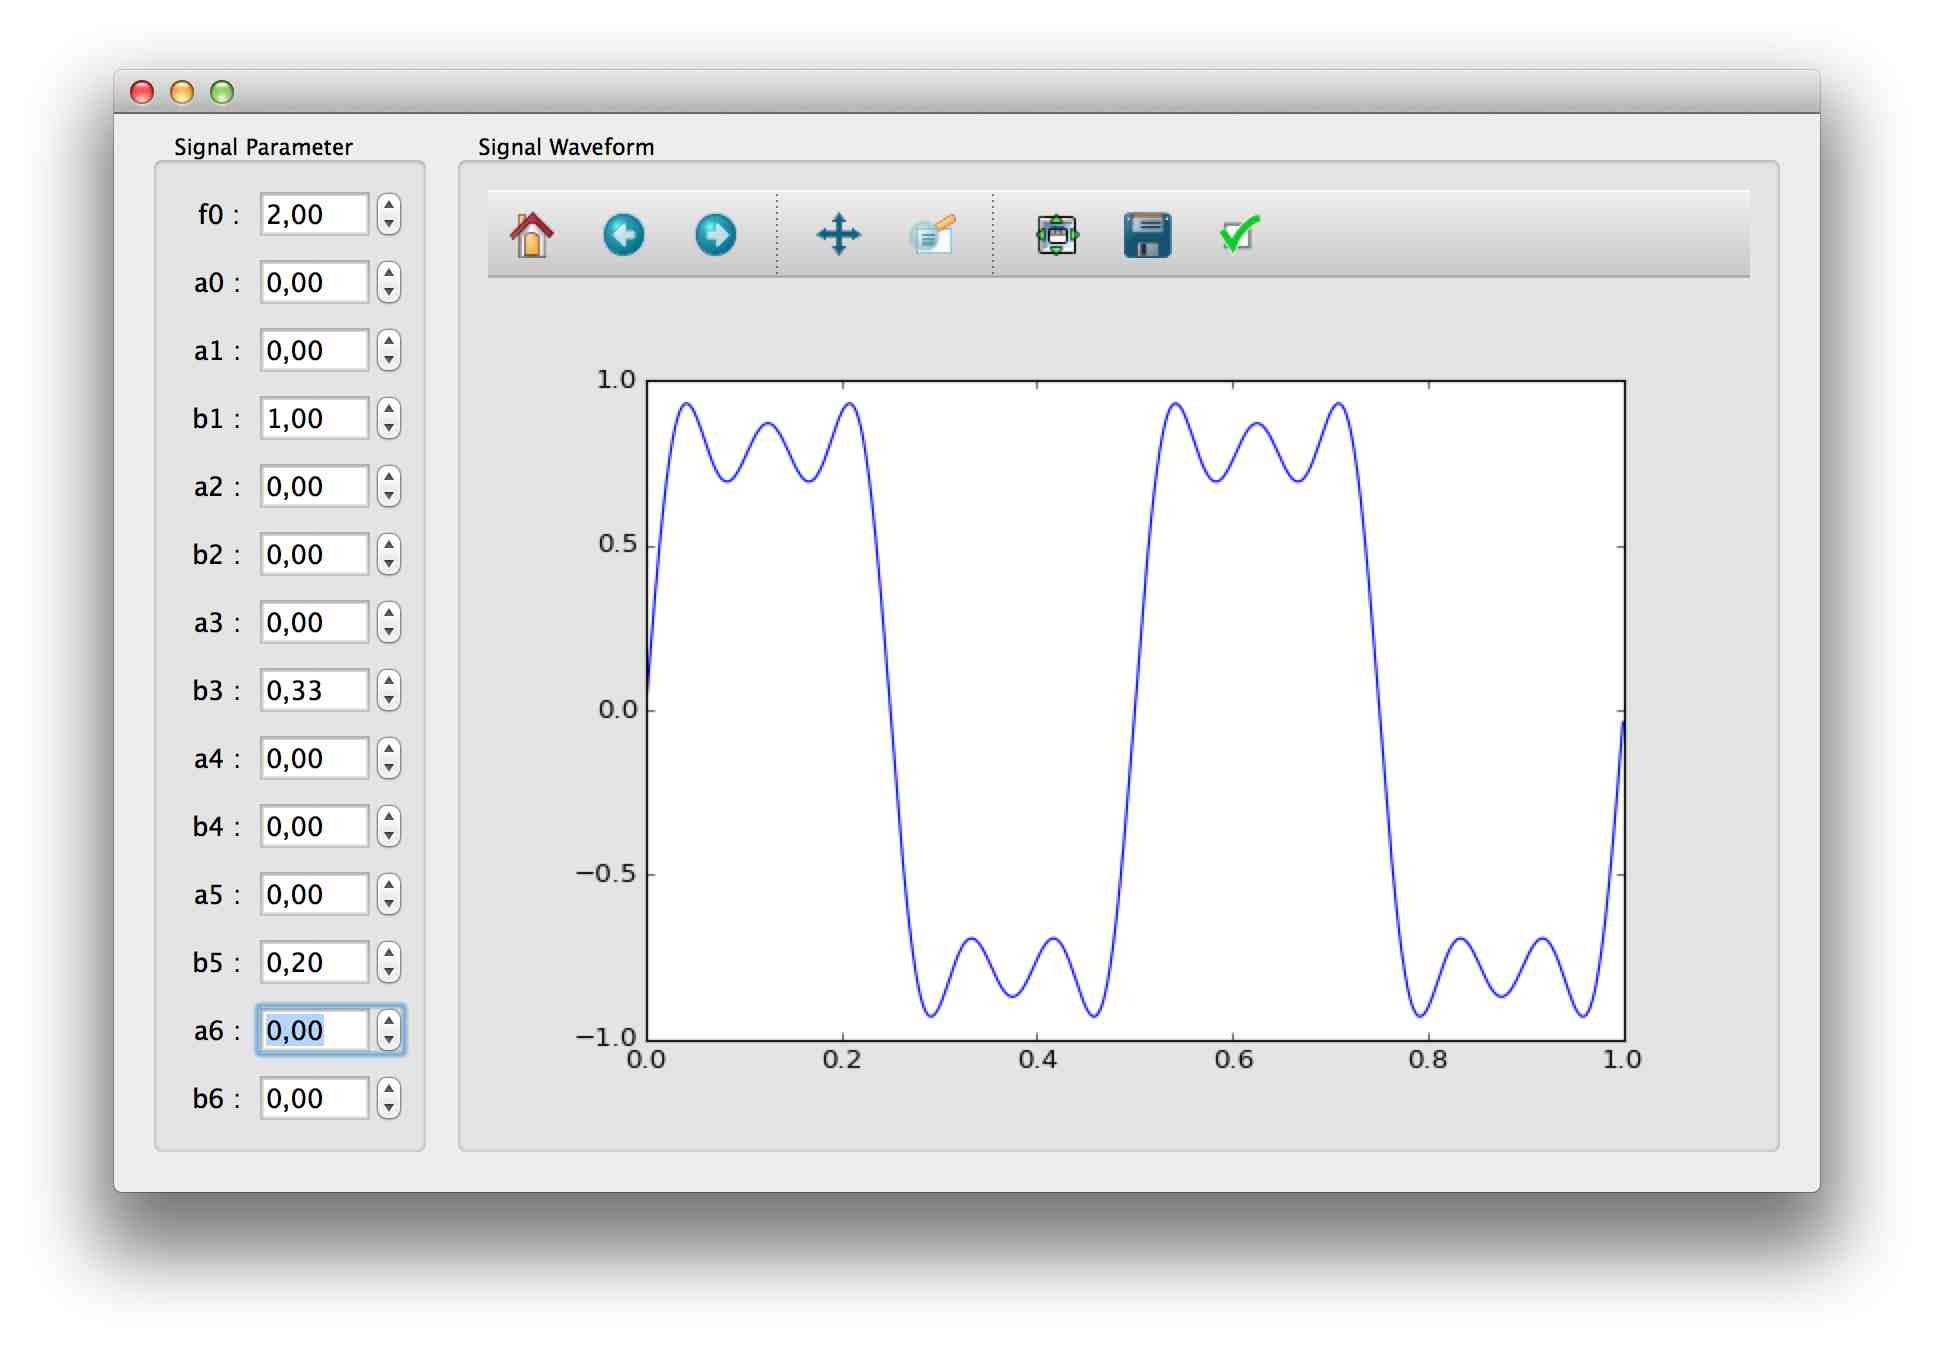 Signal Parameter
f0 : 2,00
a0 : 0,00
a1 : 0,00
b1 : 1,00
a2 : 0,00
b2 : 0,00
a3 : 0,00
b3 : 0,33
a4 : 0,00
b4 : 0,00
a5 : 0,00
b5 : 0,20
a6 : 0,00
b6 : 0,00
Signal Waveform
1.0
0.5
0.0
−0.5
−1.0
0.0 0.2 0.4 0.6 0.8 1.0